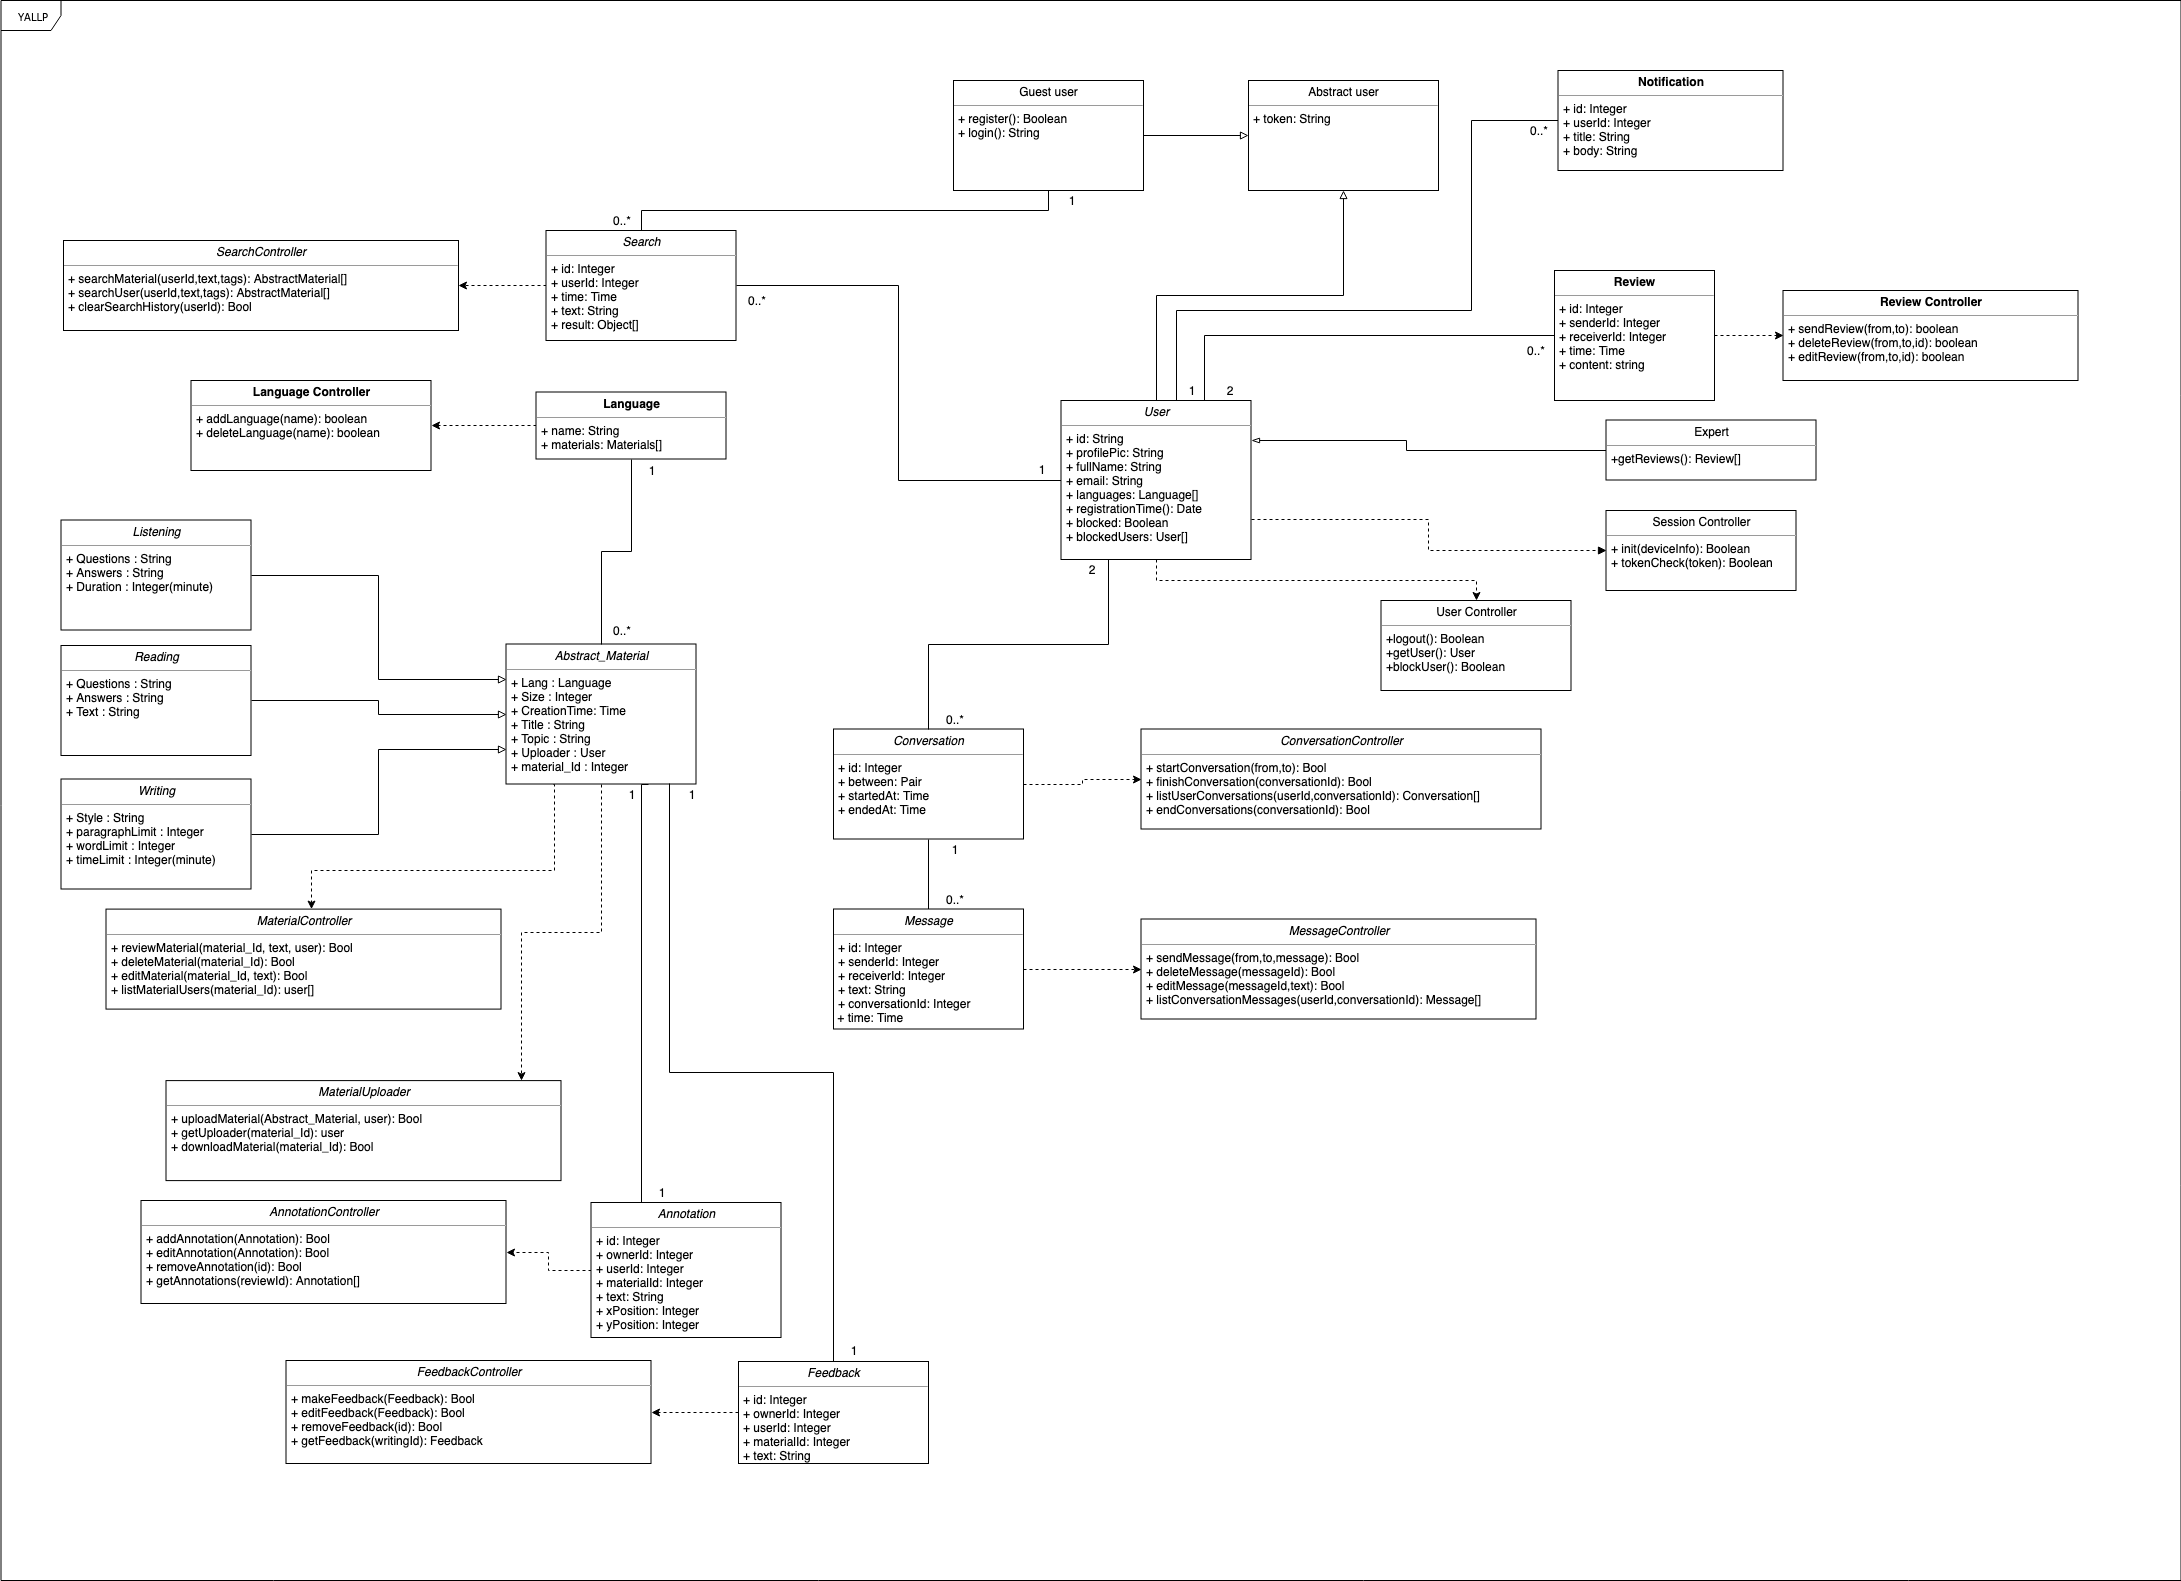 YALLP
Guest user
+ register(): Boolean
+ login(): String
1
Abstract user
+ token: String
Notification
+ id: Integer
+ userId: Integer
+ title: String
+ body: String
0..*
0..*
Search
+ id: Integer
+ userId: Integer
+ time: Time
+ text: String
+ result: Object[]
0..*
SearchController
+ searchMaterial(userId,text,tags): AbstractMaterial[]
+ searchUser(userId,text,tags): AbstractMaterial[]
+ clearSearchHistory(userId): Bool
Review
+ id: Integer
+ senderId: Integer
+ receiverId: Integer
+ time: Time
+ content: string
0..*
Review Controller
+ sendReview(from,to): boolean
+ deleteReview(from,to,id): boolean
+ editReview(from,to,id): boolean
Language Controller
+ addLanguage(name): boolean
+ deleteLanguage(name): boolean
Language
+ name: String
+ materials: Materials[]
1
1
2
1
User
+ id: String
+ profilePic: String
+ fullName: String
+ email: String
+ languages: Language[]
+ registrationTime(): Date
+ blocked: Boolean
+ blockedUsers: User[]
2
Expert
+getReviews(): Review[]
Session Controller
+ init(deviceInfo): Boolean
+ tokenCheck(token): Boolean
User Controller
+logout(): Boolean
+getUser(): User
+blockUser(): Boolean
Listening
+ Questions : String
+ Answers : String
+ Duration : Integer(minute)
Reading
+ Questions : String
+ Answers : String
+ Text : String
Writing
+ Style : String
+ paragraphLimit : Integer
+ wordLimit : Integer
+ timeLimit : Integer(minute)
0..*
Abstract_Material
+ Lang : Language
+ Size : Integer
+ CreationTime: Time
+ Title : String
+ Topic : String
+ Uploader : User
+ material_Id : Integer
1
1
0..*
Conversation
+ id: Integer
+ between: Pair
+ startedAt: Time
+ endedAt: Time
1
ConversationController
+ startConversation(from,to): Bool
+ finishConversation(conversationId): Bool
+ listUserConversations(userId,conversationId): Conversation[]
+ endConversations(conversationId): Bool
0..*
Message
+ id: Integer
+ senderId: Integer
+ receiverId: Integer
+ text: String
+ conversationId: Integer
+ time: Time
MessageController
+ sendMessage(from,to,message): Bool
+ deleteMessage(messageId): Bool
+ editMessage(messageId,text): Bool
+ listConversationMessages(userId,conversationId): Message[]
MaterialController
+ reviewMaterial(material_Id, text, user): Bool
+ deleteMaterial(material_Id): Bool
+ editMaterial(material_Id, text): Bool
+ listMaterialUsers(material_Id): user[]
MaterialUploader
+ uploadMaterial(Abstract_Material, user): Bool
+ getUploader(material_Id): user
+ downloadMaterial(material_Id): Bool
AnnotationController
+ addAnnotation(Annotation): Bool
+ editAnnotation(Annotation): Bool
+ removeAnnotation(id): Bool
+ getAnnotations(reviewId): Annotation[]
1
Annotation
+ id: Integer
+ ownerId: Integer
+ userId: Integer
+ materialId: Integer
+ text: String
+ xPosition: Integer
+ yPosition: Integer
FeedbackController
+ makeFeedback(Feedback): Bool
+ editFeedback(Feedback): Bool
+ removeFeedback(id): Bool
+ getFeedback(writingId): Feedback
1
Feedback
+ id: Integer
+ ownerId: Integer
+ userId: Integer
+ materialId: Integer
+ text: String